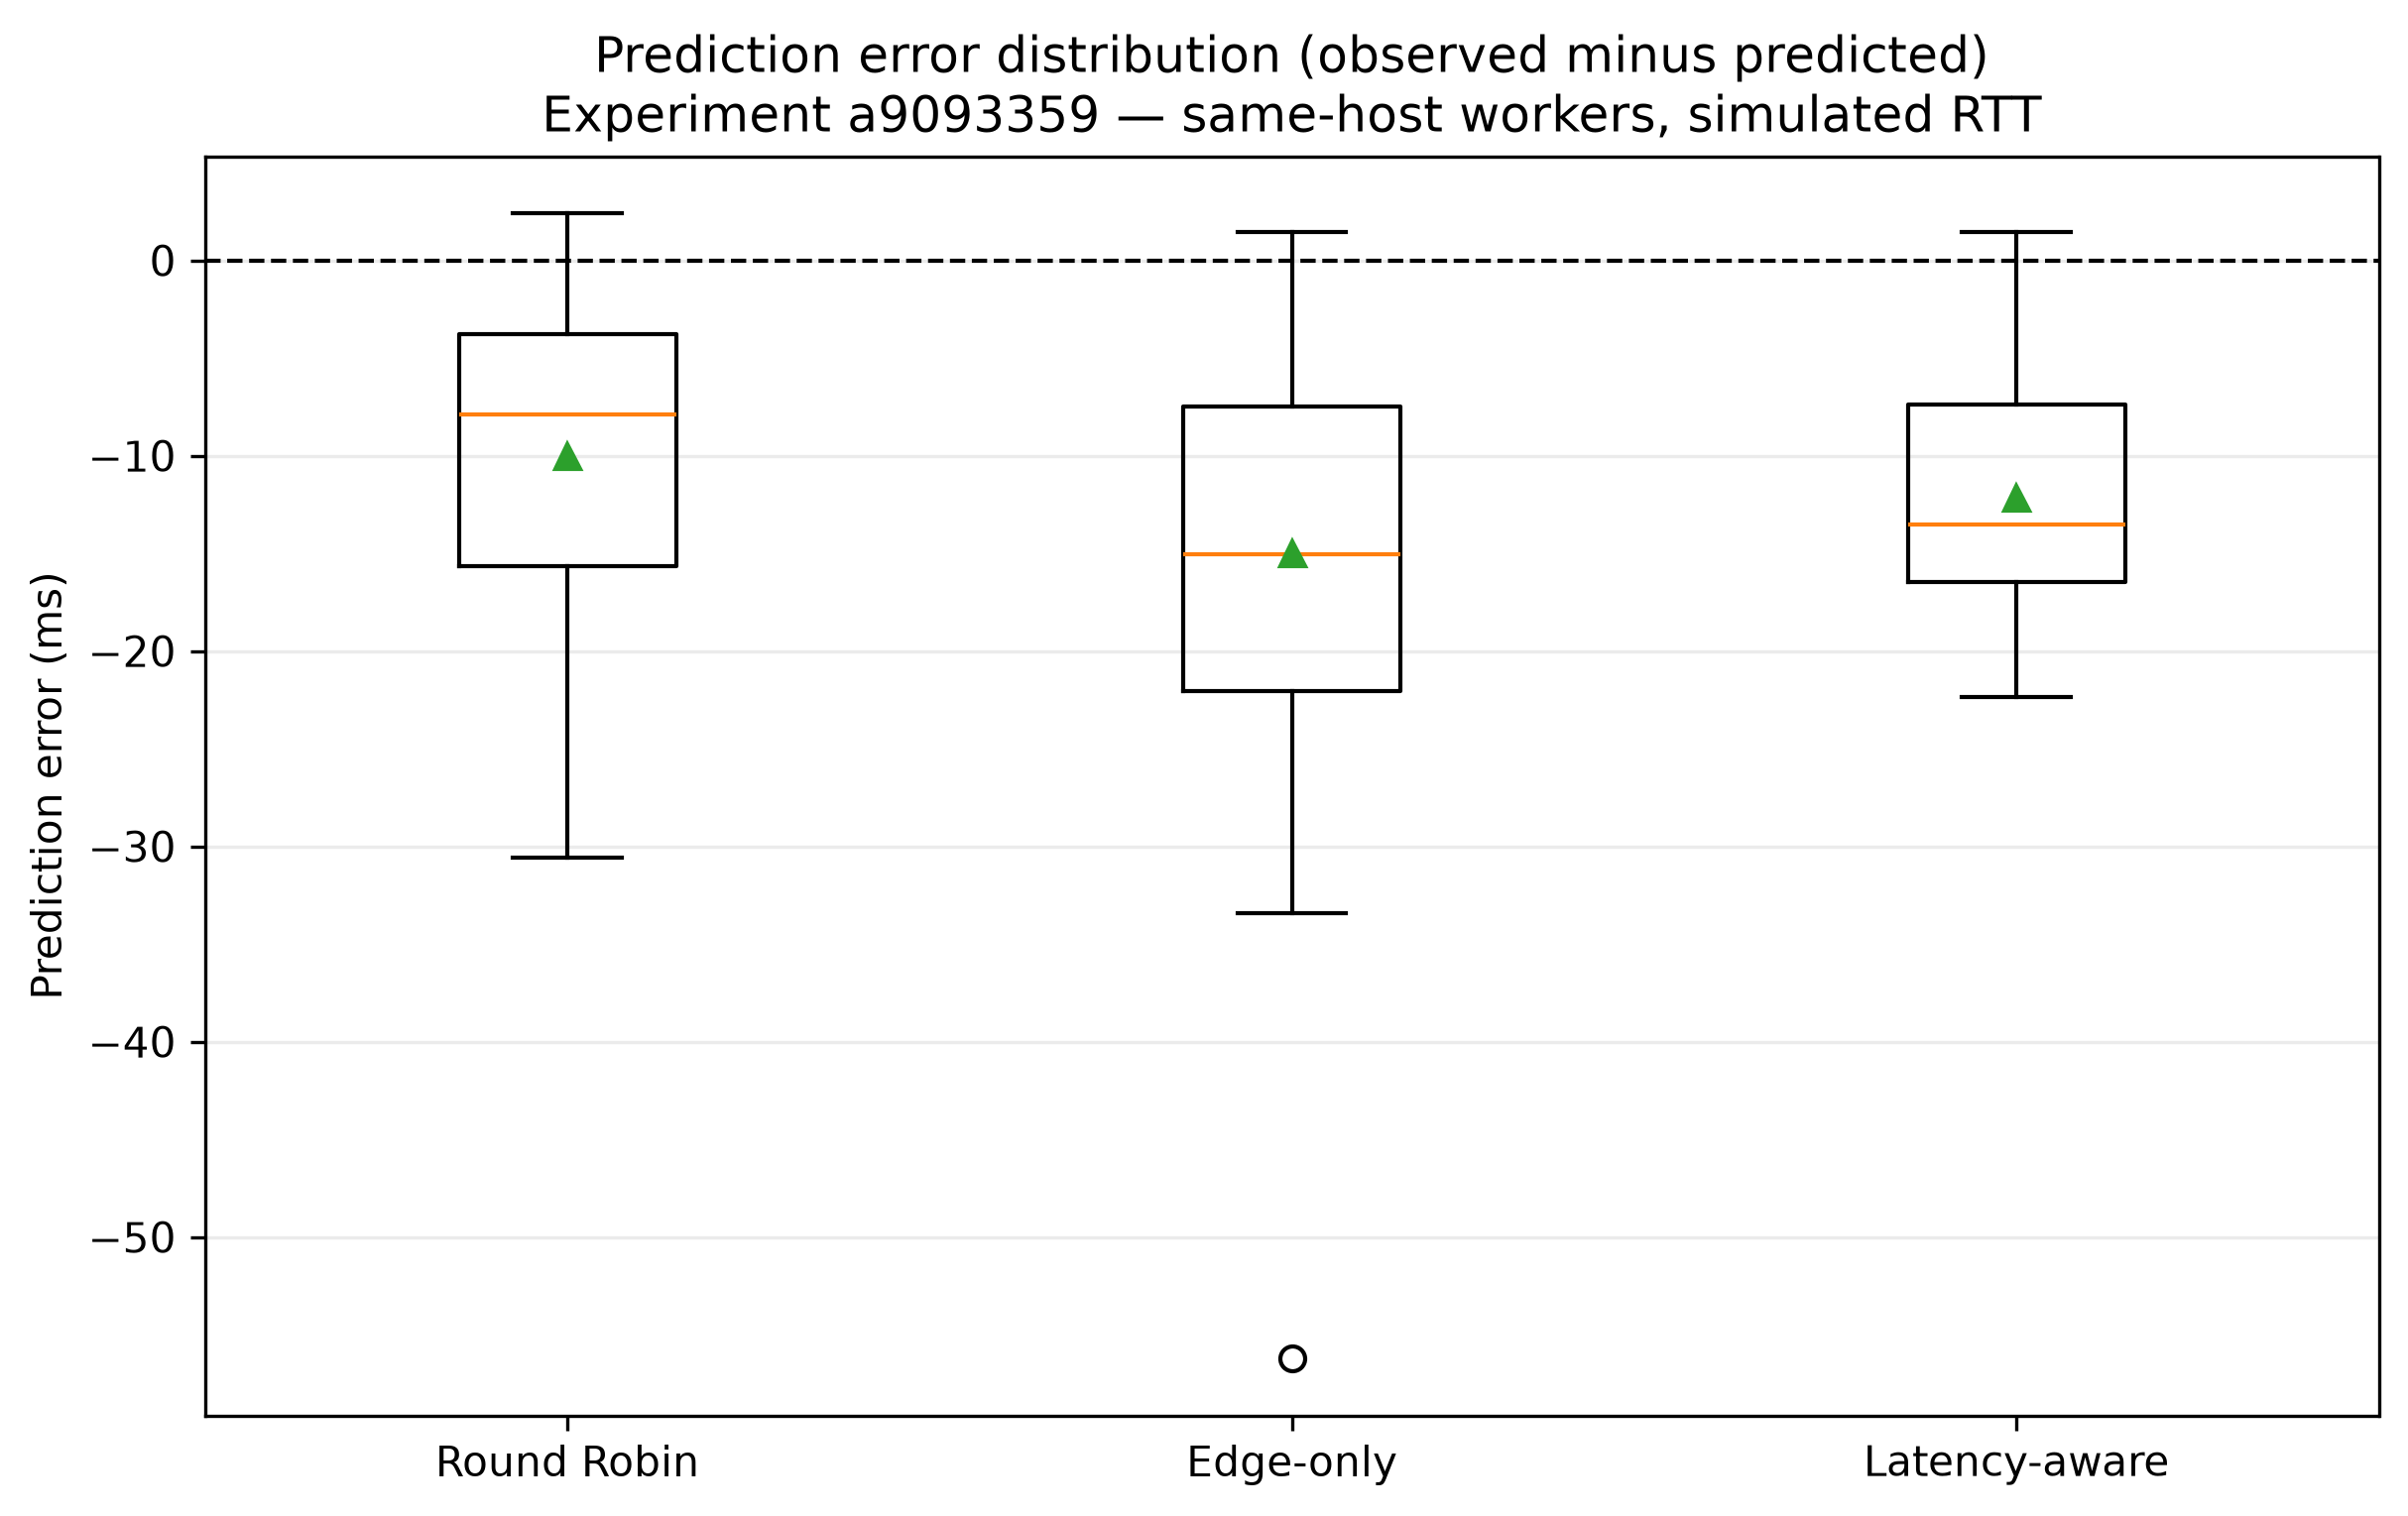 Prediction error distribution (observed minus predicted)
Experiment a9093359 — same-host workers, simulated RTT
Prediction error (ms)
0
−10
−20
−30
−40
−50
Round Robin
Edge-only
Latency-aware